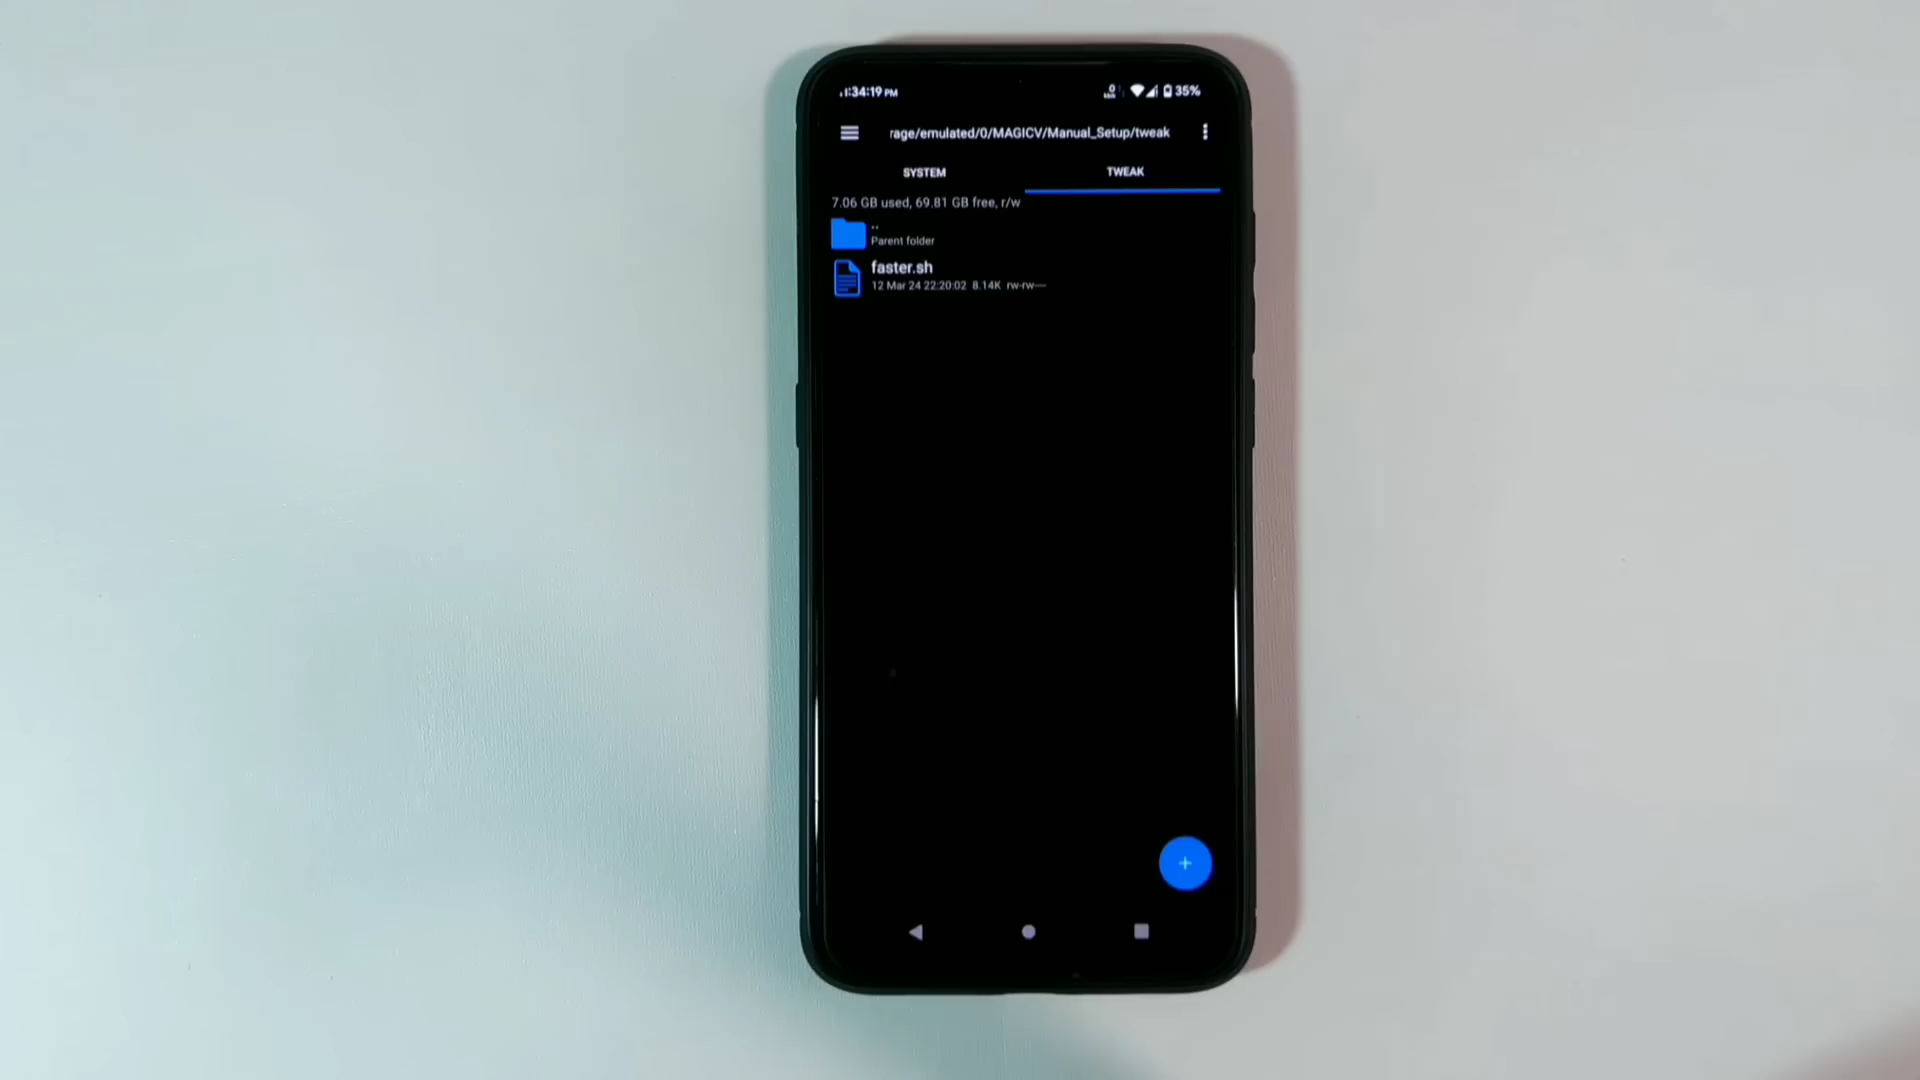 1:34:19 PM
35%
rage/emulated/0/MAGICV/Manual_Setup/tweak
SYSTEM
TWEAK
7.06 GB used, 69.81 GB free, r/w
..
Parent folder
faster.sh
12 Mar 24 22:20:02 8.14K rw-rw----